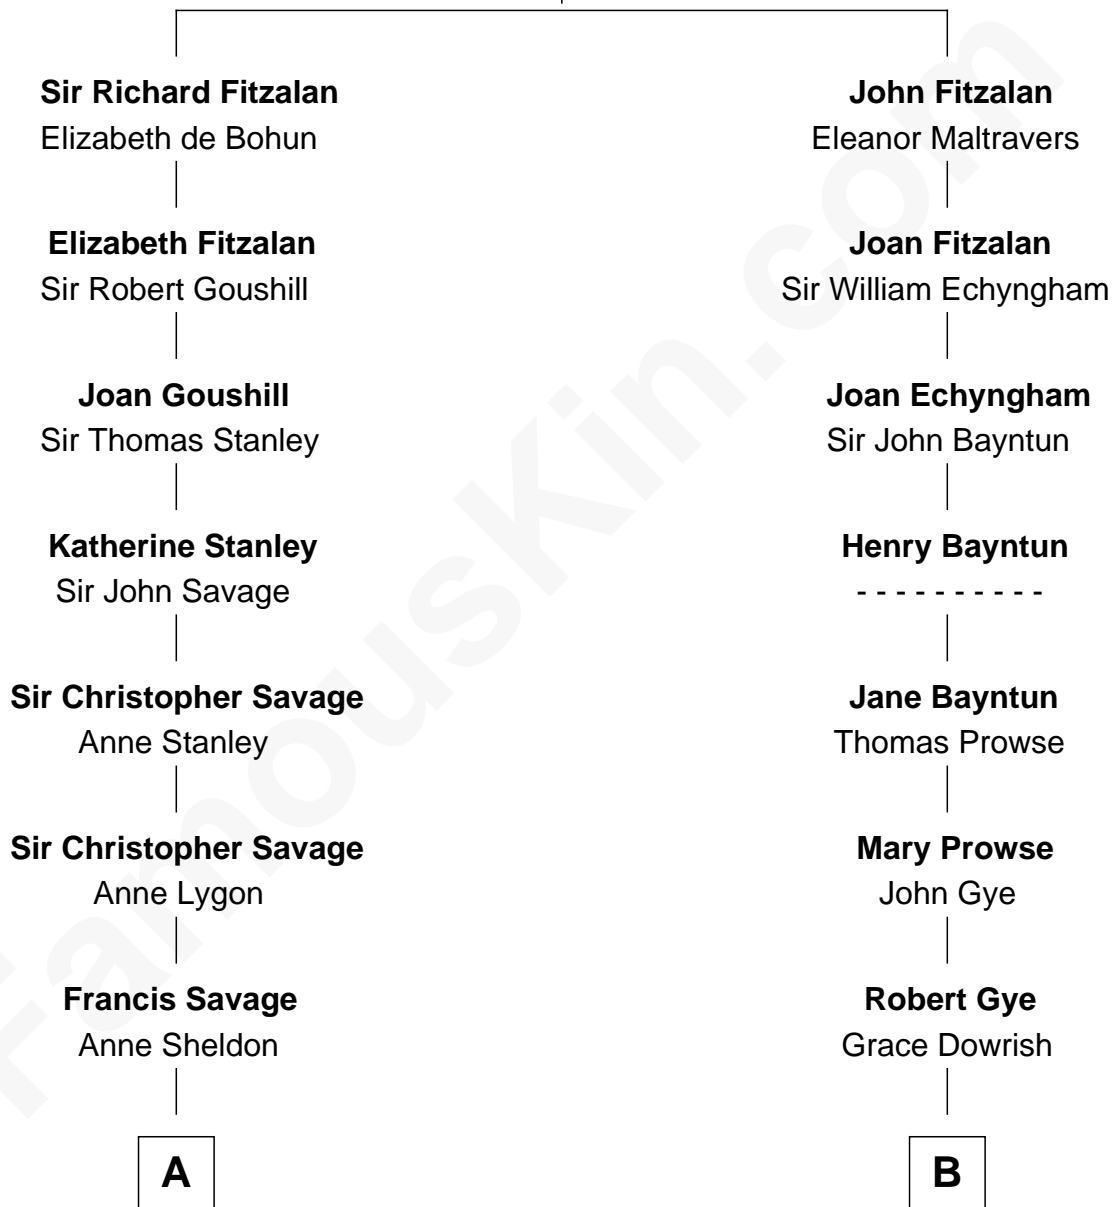 Sir Richard Fitzalan
Elizabeth de Bohun
Elizabeth Fitzalan
Sir Robert Goushill
Joan Goushill
Sir Thomas Stanley
Katherine Stanley
Sir John Savage
Sir Christopher Savage
Anne Stanley
Sir Christopher Savage
Anne Lygon
Francis Savage
Anne Sheldon
A
John Fitzalan
Eleanor Maltravers
Joan Fitzalan
Sir William Echyngham
Joan Echyngham
Sir John Bayntun
Henry Bayntun
- - - - - - - - - -
Jane Bayntun
Thomas Prowse
Mary Prowse
John Gye
Robert Gye
Grace Dowrish
B
FamousKin.com